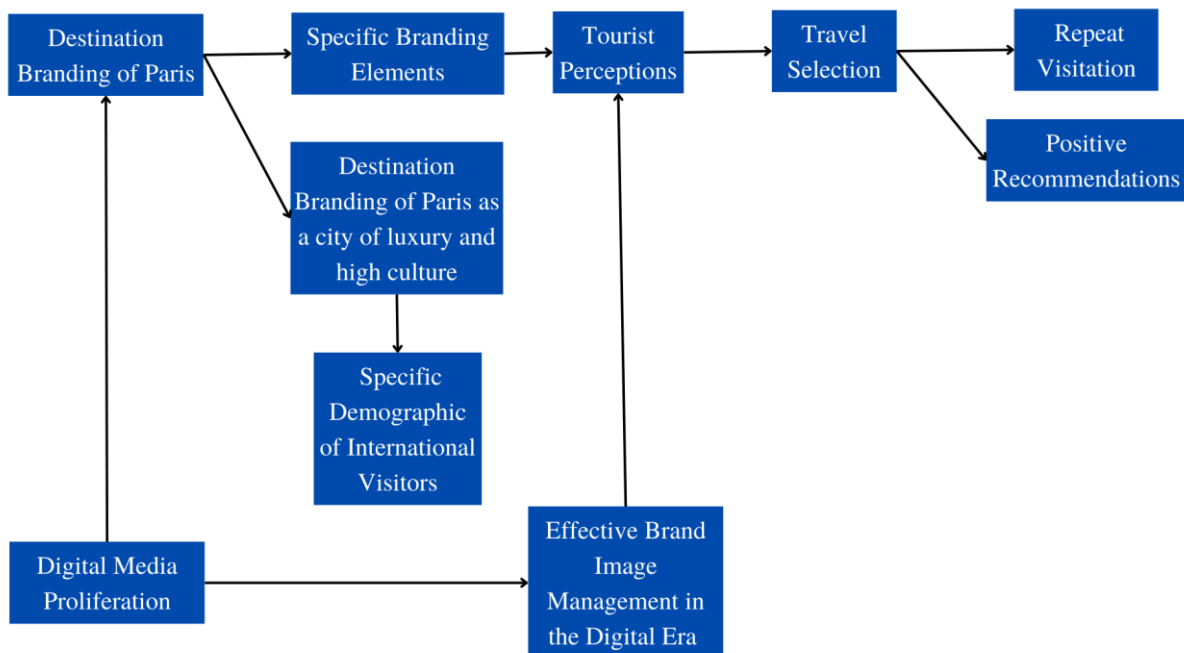 Destination
Branding of Paris
Specific Branding
Elements
Tourist
Perceptions
Travel
Selection
Repeat
Visitation
Positive
Recommendations
Destination
Branding of Paris as
a city of luxury and
high culture
Specific
Demographic
of International
Visitors
Digital Media
Proliferation
Effective Brand
Image
Management in
the Digital Era